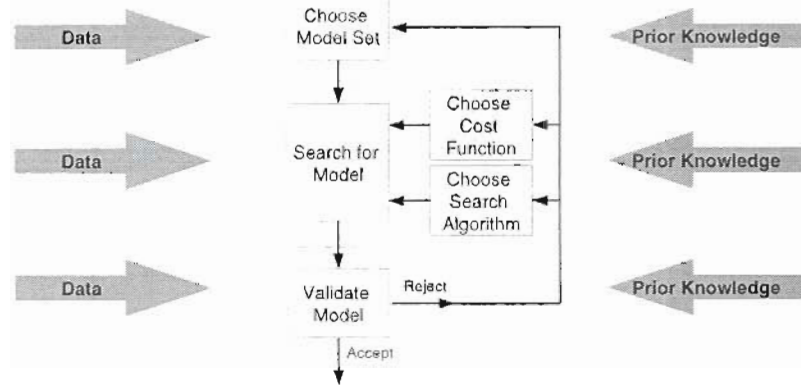 Choose
Model Set
Data
Prior Knowledge
Choose
Cost
Function
Data
Search for
Model
Prior Knowledge
Choose
Search
Algorithm
Data
Validate
Model
Reject
Prior Knowledge
Accept